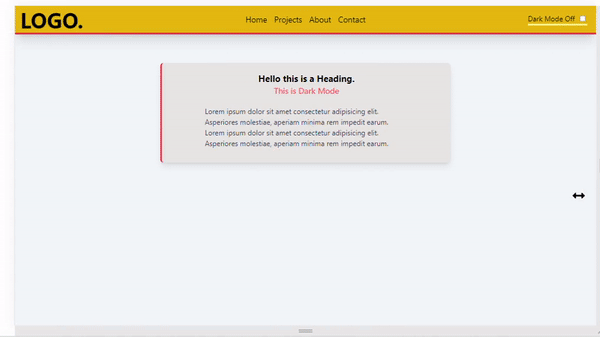 LOGO.
Home Projects About Contact
Dark Mode Off
Hello this is a Heading.
This is Dark Mode
Lorem ipsum dolor sit amet consectetur adipisicing elit.
Asperiores molestiae, aperiam minima rem impedit earum.
Lorem ipsum dolor sit amet consectetur adipisicing elit.
Asperiores molestiae, aperiam minima rem impedit earum.